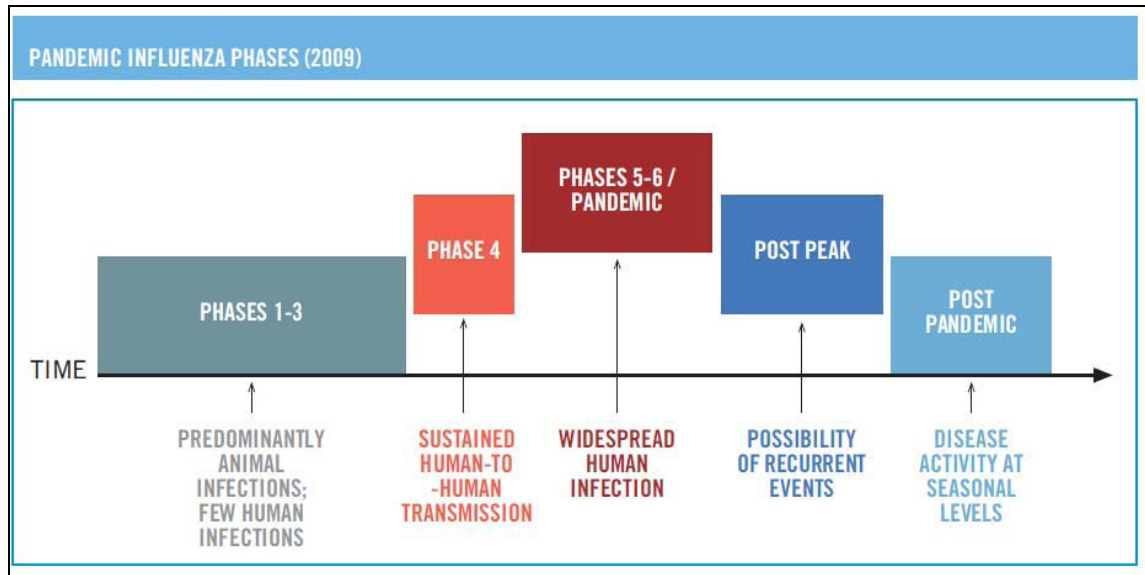 PANDEMIC INFLUENZA PHASES (2009)
PHASES 5-6 /
PANDEMIC
PHASE 4
POST PEAK
PHASES 1-3
POST
PANDEMIC
TIME
PREDOMINANTLY
ANIMAL
INFECTIONS;
FEW HUMAN
INFECTIONS
SUSTAINED
HUMAN-TO
-HUMAN
TRANSMISSION
WIDESPREAD
HUMAN
INFECTION
POSSIBILITY
OF RECURRENT
EVENTS
DISEASE
ACTIVITY AT
SEASONAL
LEVELS